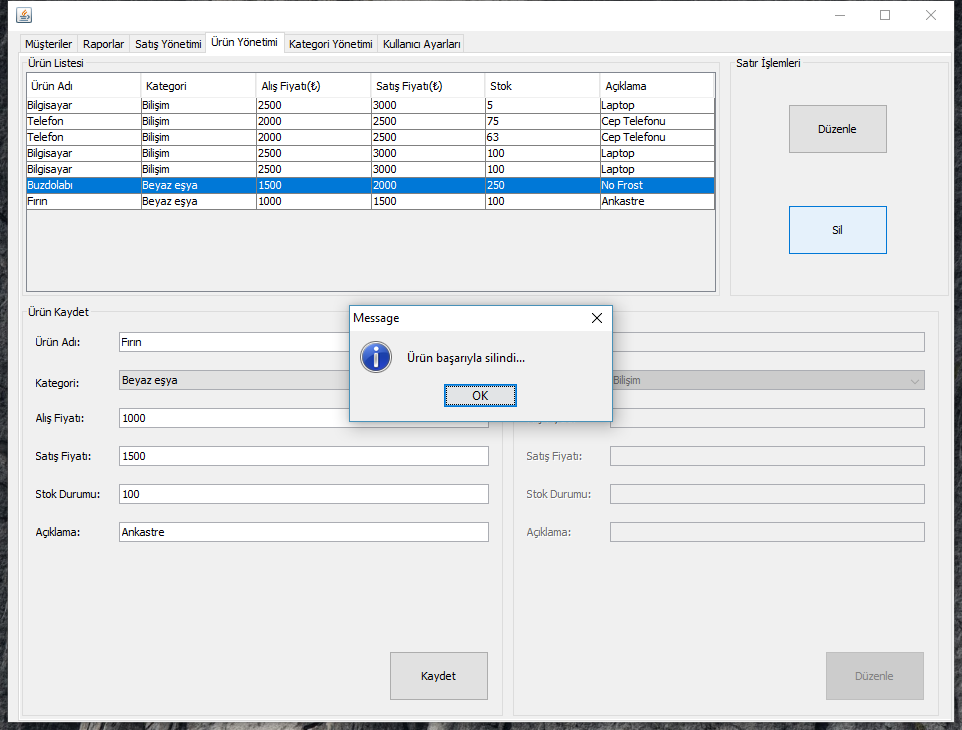 Müşteriler Raporlar Satış Yönetimi Ürün Yönetimi Kategori Yönetimi Kullanıcı Ayarları
Ürün Listesi
Ürün Adı Kategori Alış Fiyatı(₺) Satış Fiyatı(₺) Stok Açıklama
Bilgisayar Bilişim 2500 3000 5 Laptop
Telefon Bilişim 2000 2500 75 Cep Telefonu
Telefon Bilişim 2000 2500 63 Cep Telefonu
Bilgisayar Bilişim 2500 3000 100 Laptop
Bilgisayar Bilişim 2500 3000 100 Laptop
Buzdolabı Beyaz eşya 1500 2000 250 No Frost
Fırın Beyaz eşya 1000 1500 100 Ankastre
Satır İşlemleri
Düzenle
Sil
Ürün Kaydet
Ürün Adı: Fırın
Kategori: Beyaz eşya
Alış Fiyatı: 1000
Satış Fiyatı: 1500
Stok Durumu: 100
Açıklama: Ankastre
Kaydet
Message
Ürün başarıyla silindi...
OK
Bilişim
Satış Fiyatı:
Stok Durumu:
Açıklama:
Düzenle